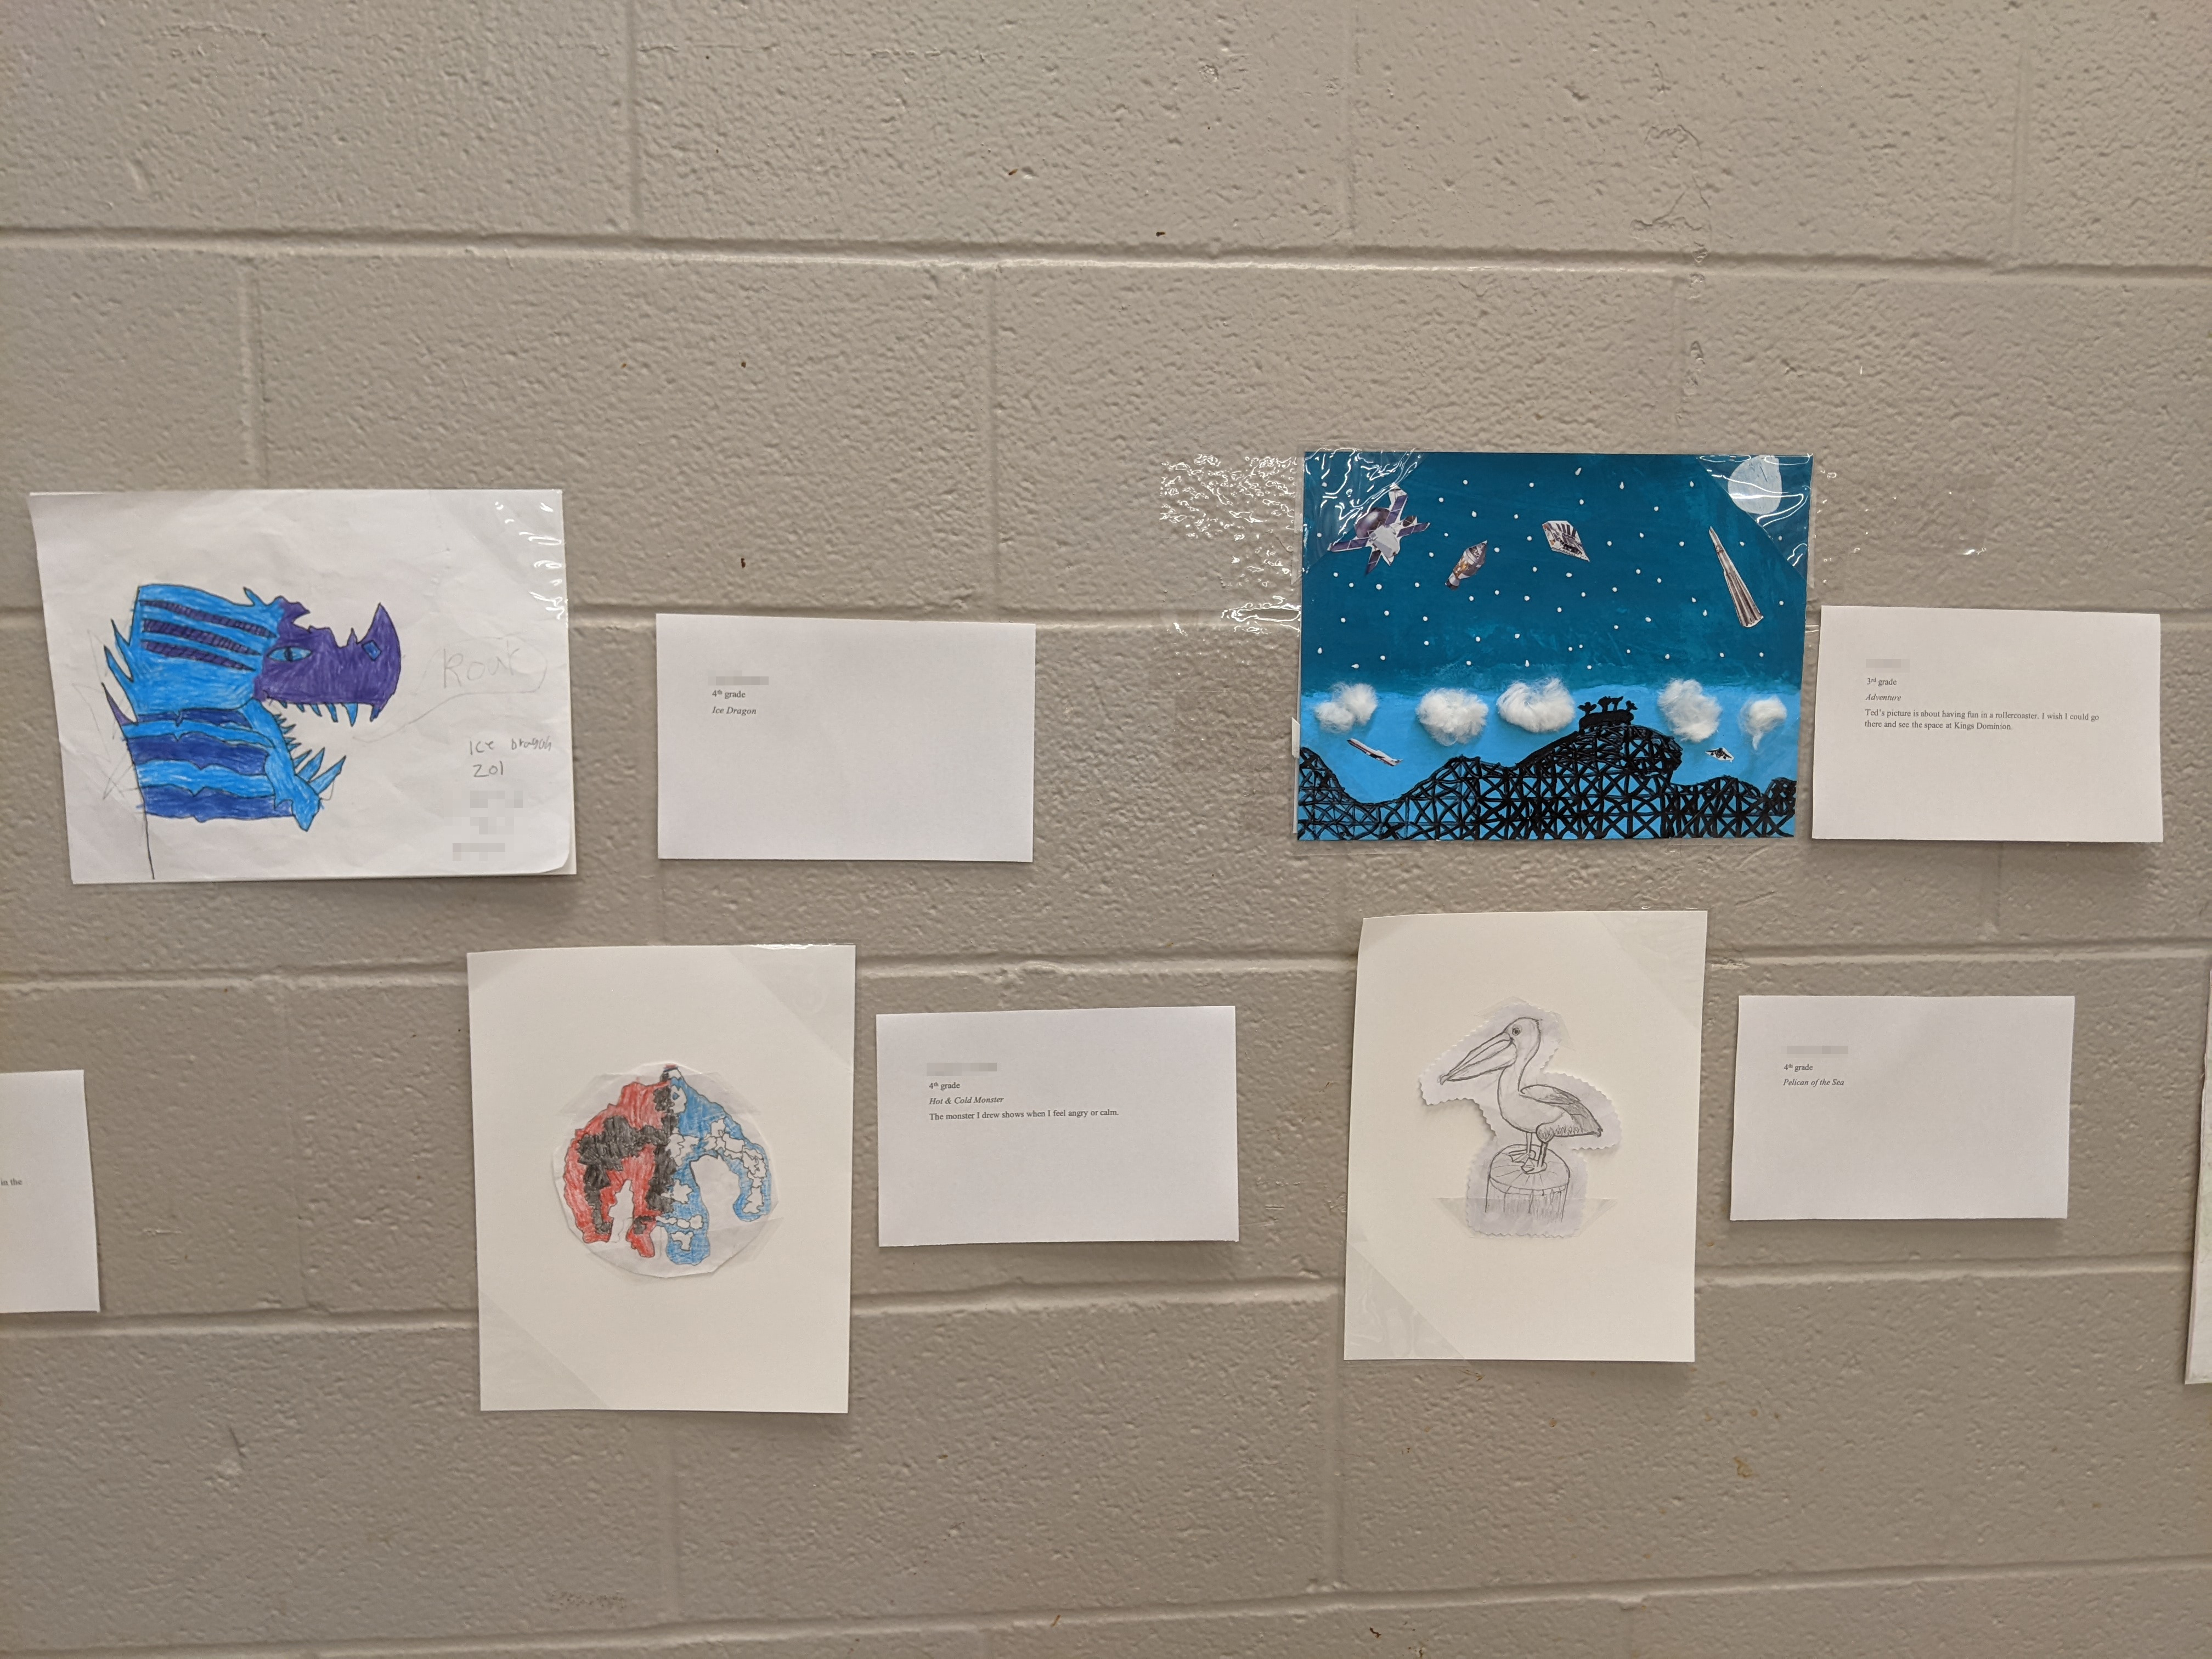 Roar
Ice Dragon
201
4th grade
Ice Dragon
3rd grade
Adventure
Ted's picture is about having fun in a rollercoaster. I wish I could go
there and see the space at Kings Dominion.
in the
4th grade
Hot & Cold Monster
The monster I drew shows when I feel angry or calm.
4th grade
Pelican of the Sea